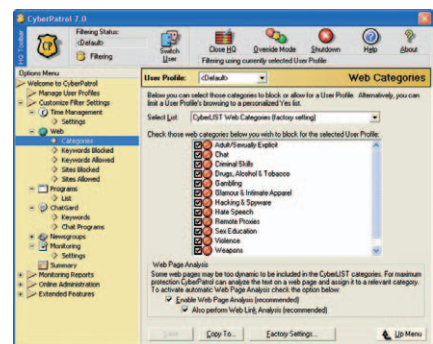 CyberPatrol 7.0
HQ Toolbar
Filtering Status:
<Default>
Filtering
Switch User
Close HQ
Override Mode
Shutdown
Help
About
Filtering using currently selected User Profile
Options Menu
Welcome to CyberPatrol
Manage User Profiles
Customize Filter Settings
Time Management
Settings
Web
Categories
Keywords Blocked
Keywords Allowed
Sites Blocked
Sites Allowed
Programs
List
ChatGard
Keywords
Chat Programs
Newsgroups
Monitoring
Settings
Summary
Monitoring Reports
Online Administration
Extended Features
User Profile: <Default>
Web Categories
Below you can select those categories to block or allow for a User Profile. Alternatively, you can
limit a User Profile's browsing to a personalized Yes list.
Select List: CyberLIST Web Categories (factory setting)
Check those web categories below you wish to block for the selected User Profile:
Adult/Sexually Explicit
Chat
Criminal Skills
Drugs, Alcohol & Tobacco
Gambling
Glamour & Intimate Apparel
Hacking & Spyware
Hate Speech
Remote Proxies
Sex Education
Violence
Weapons
Web Page Analysis
Some web pages may be too dynamic to be included in the CyberLIST categories. For maximum
protection CyberPatrol can analyze the text on a web page and assign it to a relevant category.
To activate automatic Web Page Analysis check the option below:
Enable Web Page Analysis (recommended)
Also perform Web Link Analysis (recommended)
Save
Copy To...
Factory Settings...
Up Menu